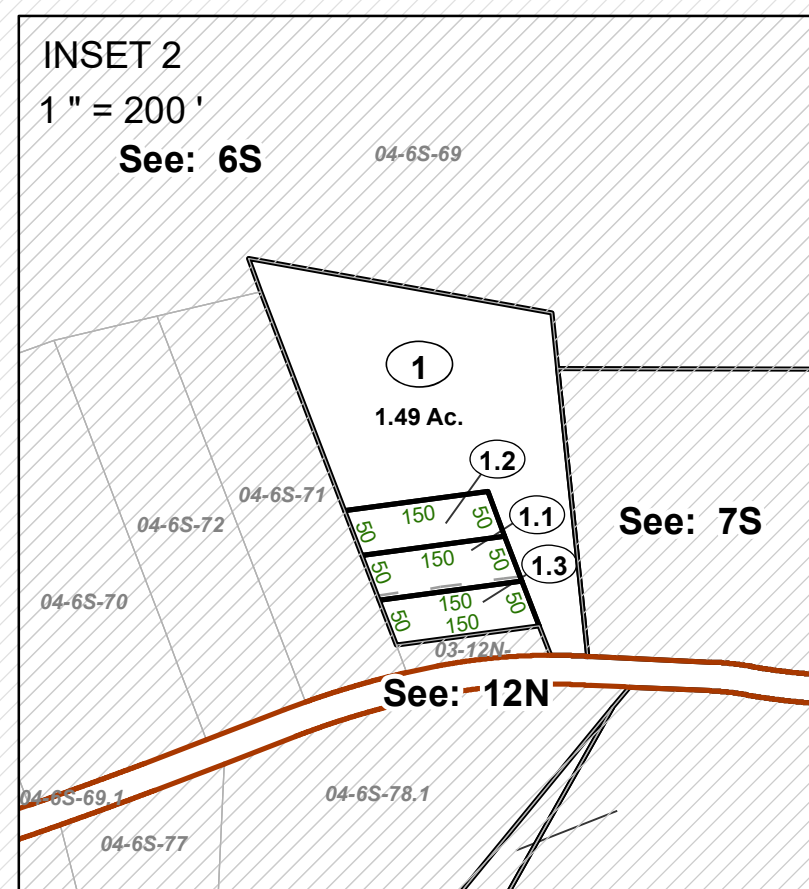 INSET 2
1 " = 200 '
See: 6S
04-6S-69
1
1.49 Ac.
1.2
04-6S-71
150
50
50
1.1
04-6S-72
See: 7S
150
50
50
1.3
04-6S-70
150
50
50
150
03-12N-
See: 12N
04-6S-69.1
04-6S-78.1
04-6S-77